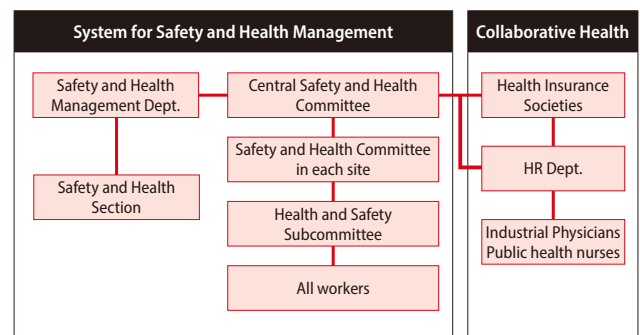 System for Safety and Health Management
Collaborative Health
Safety and Health
Management Dept.
Central Safety and Health
Committee
Health Insurance
Societies
Safety and Health Committee
in each site
HR Dept.
Safety and Health
Section
Health and Safety
Subcommittee
Industrial Physicians
Public health nurses
All workers